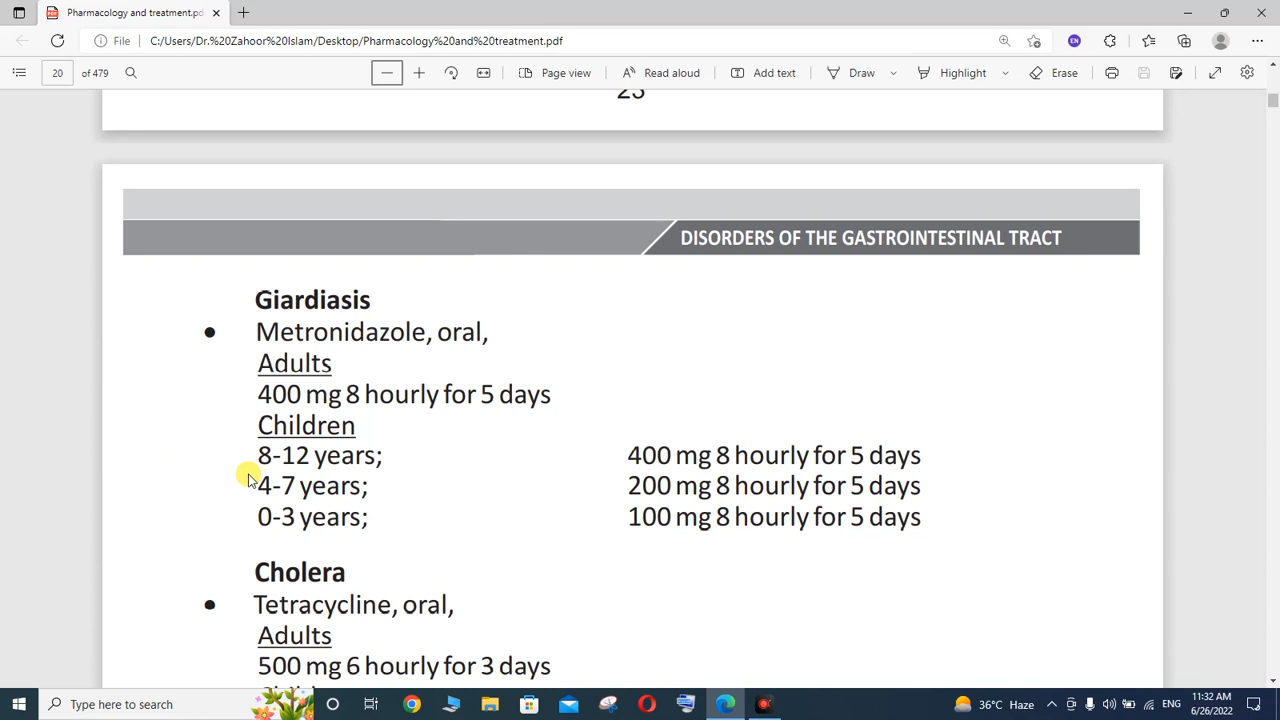 Pharmacology and treatment.pd
File
C:/Users/Dr.%20Zahoor%20Islam/Desktop/Pharmacology%20and%20treatment.pdf
EN
20 of 479
Page view
Read aloud
Add text
Draw
Highlight
Erase
DISORDERS OF THE GASTROINTESTINAL TRACT
Giardiasis
• Metronidazole, oral,
Adults
400 mg 8 hourly for 5 days
Children
8-12 years; 400 mg 8 hourly for 5 days
4-7 years; 200 mg 8 hourly for 5 days
0-3 years; 100 mg 8 hourly for 5 days
Cholera
• Tetracycline, oral,
Adults
500 mg 6 hourly for 3 days
Type here to search
36°C Haze
ENG
11:32 AM
6/26/2022